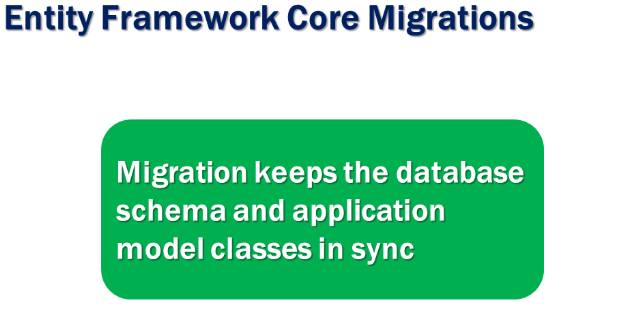 Entity Framework Core Migrations
Migration keeps the database
schema and application
model classes in sync